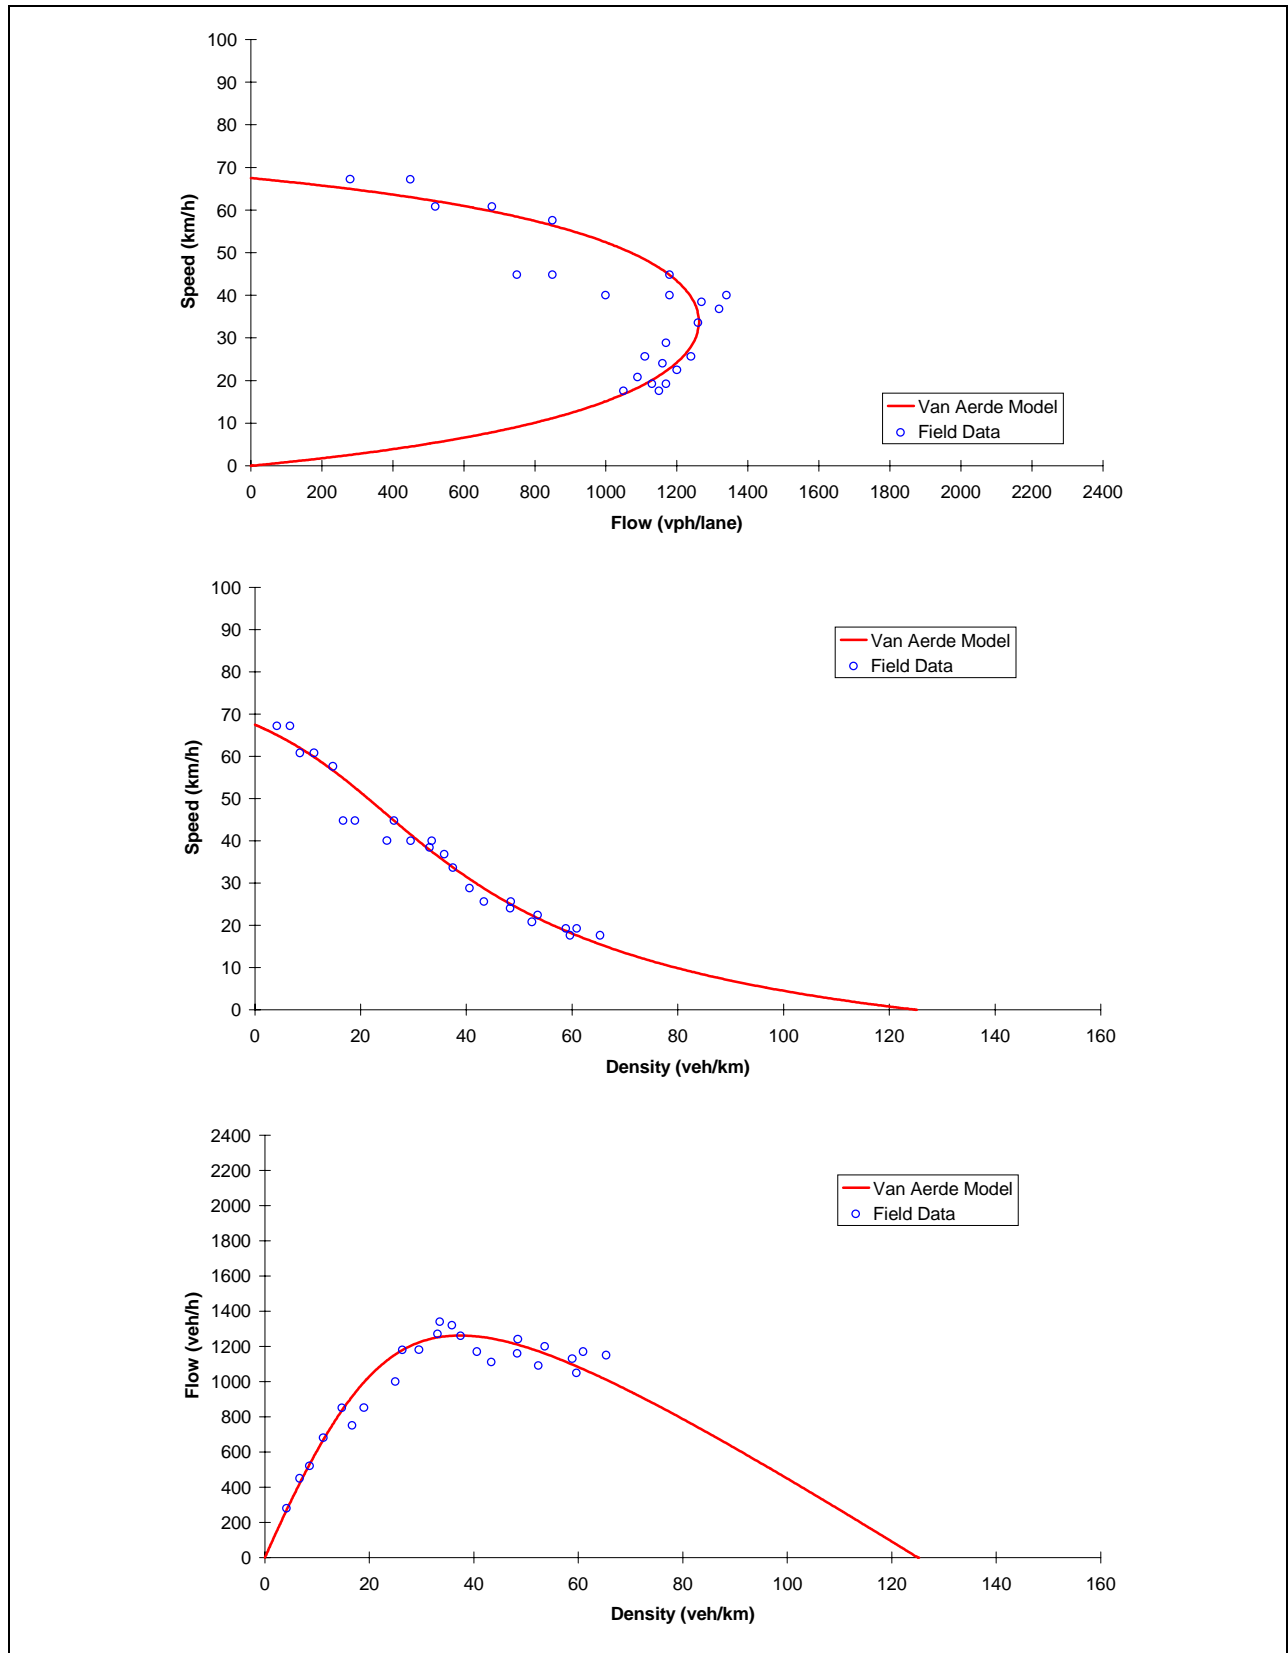 100
90
80
70
60
50
40
30
20
10
0
Speed (km/h)
0 200 400 600 800 1000 1200 1400 1600 1800 2000 2200 2400
Flow (vph/lane)
Van Aerde Model
Field Data
100
90
80
70
60
50
40
30
20
10
0
Speed (km/h)
0 20 40 60 80 100 120 140 160
Density (veh/km)
Van Aerde Model
Field Data
2400
2200
2000
1800
1600
1400
1200
1000
800
600
400
200
0
Flow (veh/h)
0 20 40 60 80 100 120 140 160
Density (veh/km)
Van Aerde Model
Field Data